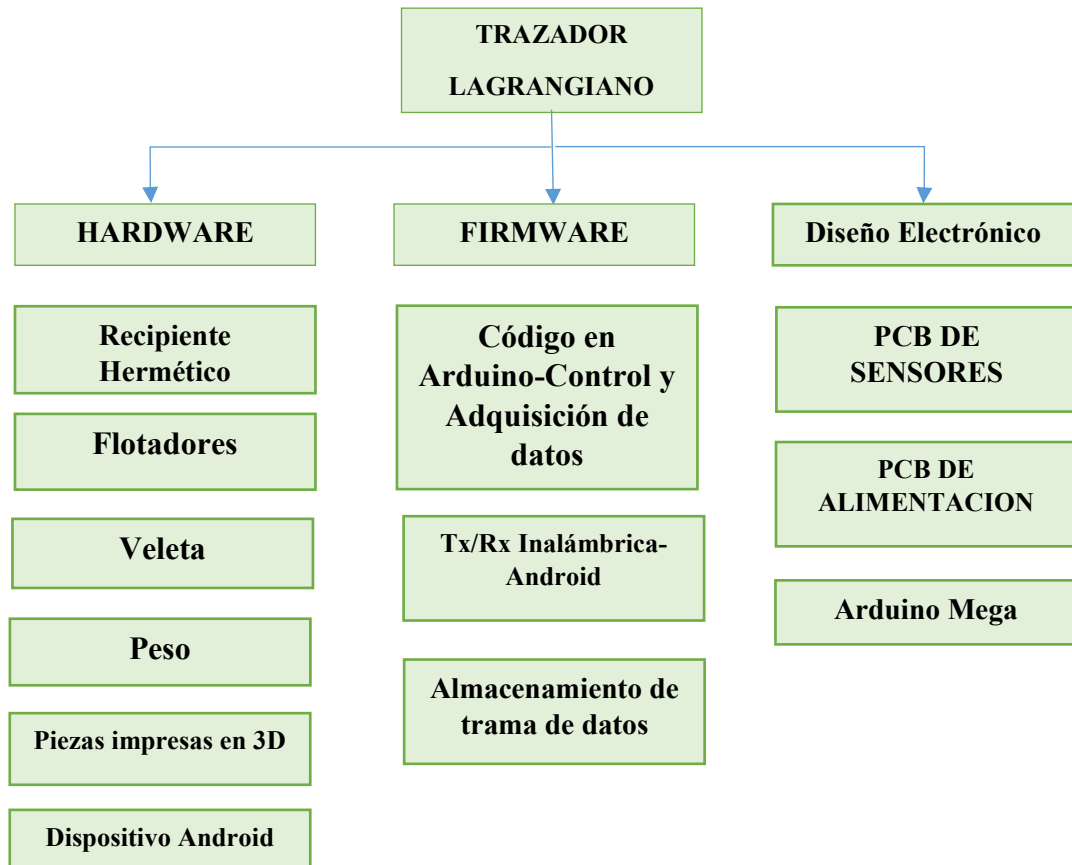 TRAZADOR
LAGRANGIANO
HARDWARE
FIRMWARE
Diseño Electrónico
Recipiente
Hermético
Flotadores
Veleta
Peso
Piezas impresas en 3D
Dispositivo Android
Código en
Arduino-Control y
Adquisición de
datos
Tx/Rx Inalámbrica-
Android
Almacenamiento de
trama de datos
PCB DE
SENSORES
PCB DE
ALIMENTACION
Arduino Mega